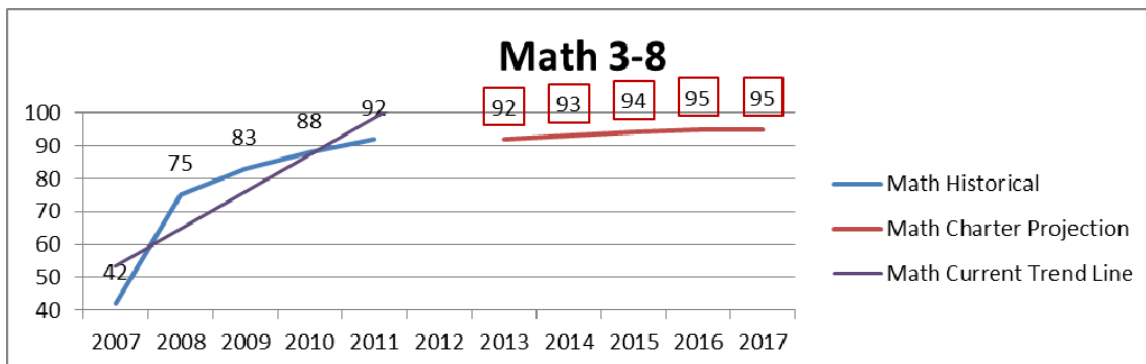 Math 3-8
92 93 94 95 95
100 92
90 88
80 83
75
70
60
50 42
40
2007 2008 2009 2010 2011 2012 2013 2014 2015 2016 2017
Math Historical
Math Charter Projection
Math Current Trend Line